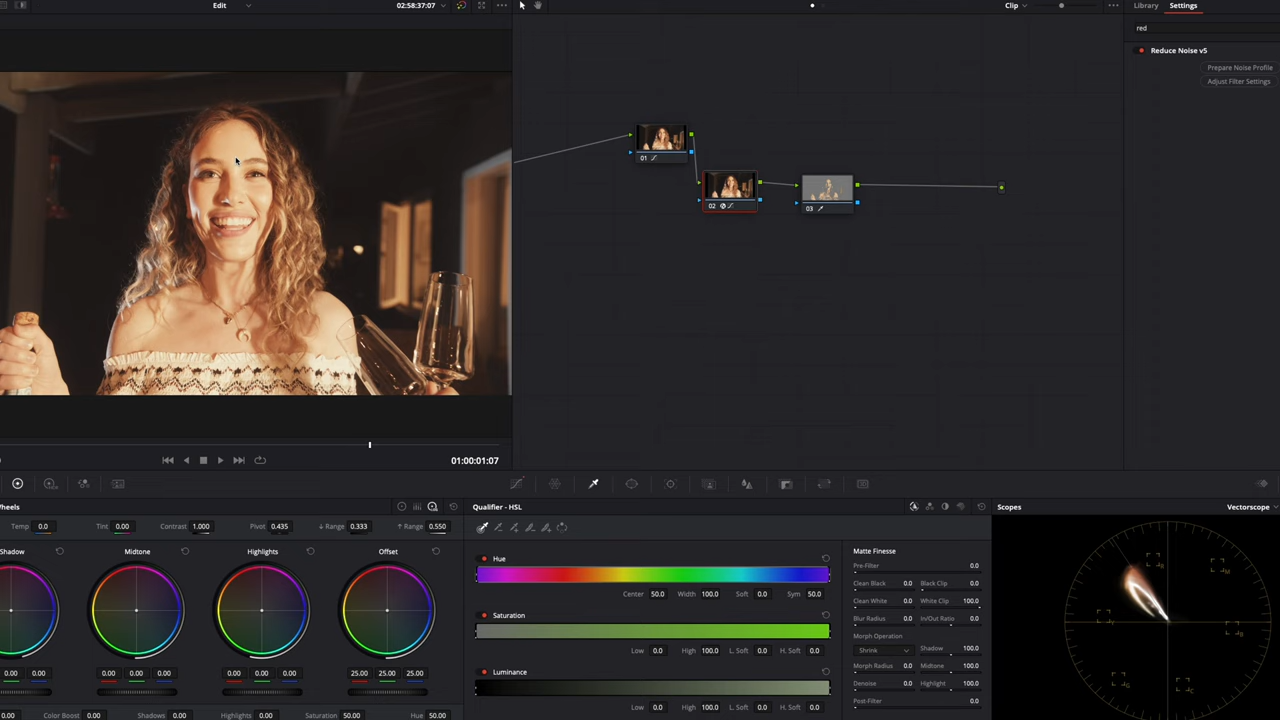 Edit
02:58:37:07
Clip
Library
Settings
red
Reduce Noise v5
Prepare Noise Profile
Adjust Filter Settings
01
02
03
01:00:01:07
Wheels
Temp 0.0 Tint 0.00 Contrast 1.000 Pivot 0.435 ↓ Range 0.333 ↑ Range 0.550
Shadow Midtone Highlights Offset
0.00 0.00 0.00 0.00 0.00 0.00 0.00 0.00 25.00 25.00 25.00
Color Boost 0.00 Shadows 0.00 Highlights 0.00 Saturation 50.00 Hue 50.00
Qualifier - HSL
Hue
Center 50.0 Width 100.0 Soft 0.0 Sym 50.0
Saturation
Low 0.0 High 100.0 L. Soft 0.0 H. Soft 0.0
Luminance
Low 0.0 High 100.0 L. Soft 0.0 H. Soft 0.0
Matte Finesse
Pre-Filter 0.0
Clean Black 0.0 Black Clip 0.0
Clean White 0.0 White Clip 100.0
Blur Radius 0.0 In/Out Ratio 0.0
Morph Operation
Shrink Shadow 100.0
Morph Radius 0.0 Midtone 100.0
Denoise 0.0 Highlight 100.0
Post-Filter 0.0
Scopes
Vectorscope